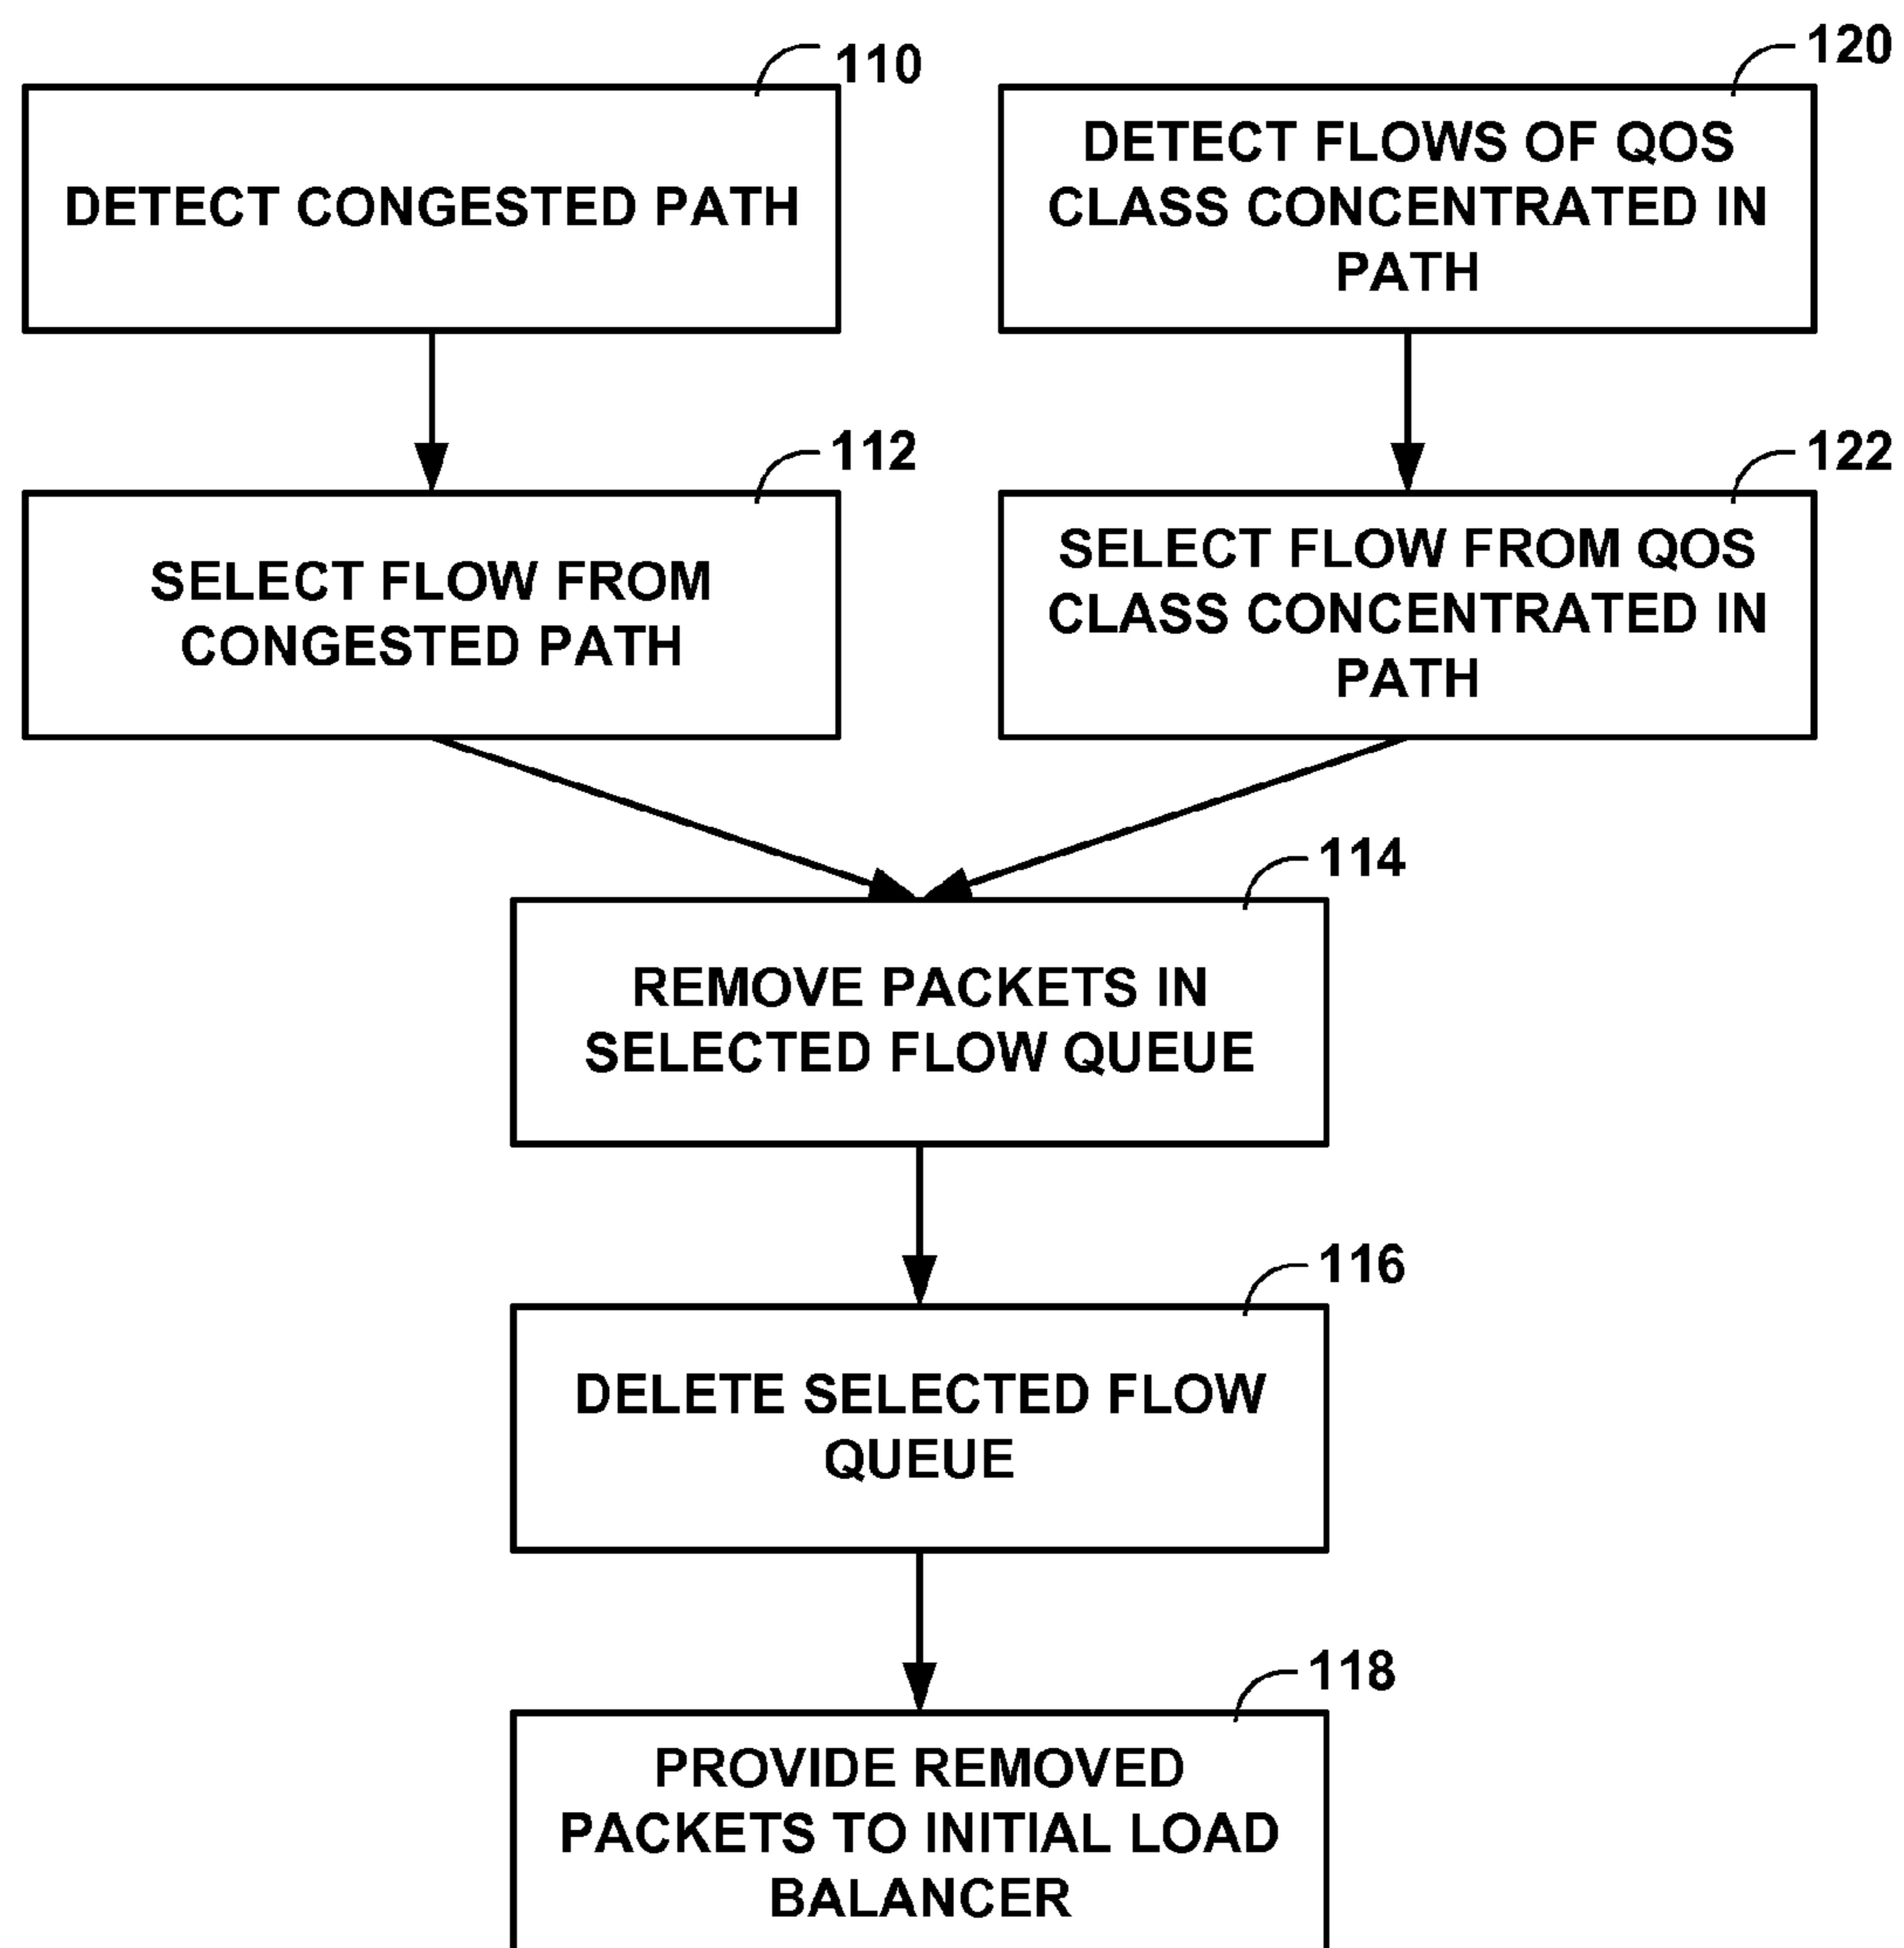 110
DETECT CONGESTED PATH
120
DETECT FLOWS OF QOS
CLASS CONCENTRATED IN
PATH
112
SELECT FLOW FROM
CONGESTED PATH
122
SELECT FLOW FROM QOS
CLASS CONCENTRATED IN
PATH
114
REMOVE PACKETS IN
SELECTED FLOW QUEUE
116
DELETE SELECTED FLOW
QUEUE
118
PROVIDE REMOVED
PACKETS TO INITIAL LOAD
BALANCER